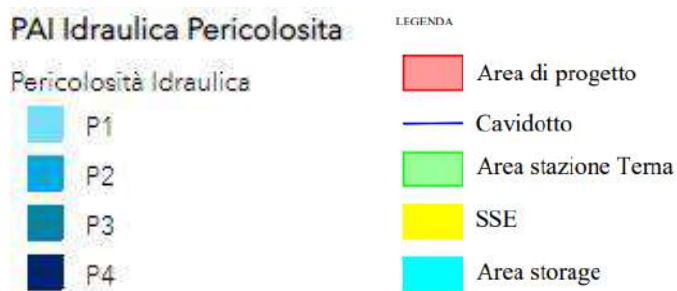 PAI Idraulica Pericolosita
Pericolosità Idraulica
P1
P2
P3
P4
LEGENDA
Area di progetto
Cavidotto
Area stazione Terna
SSE
Area storage